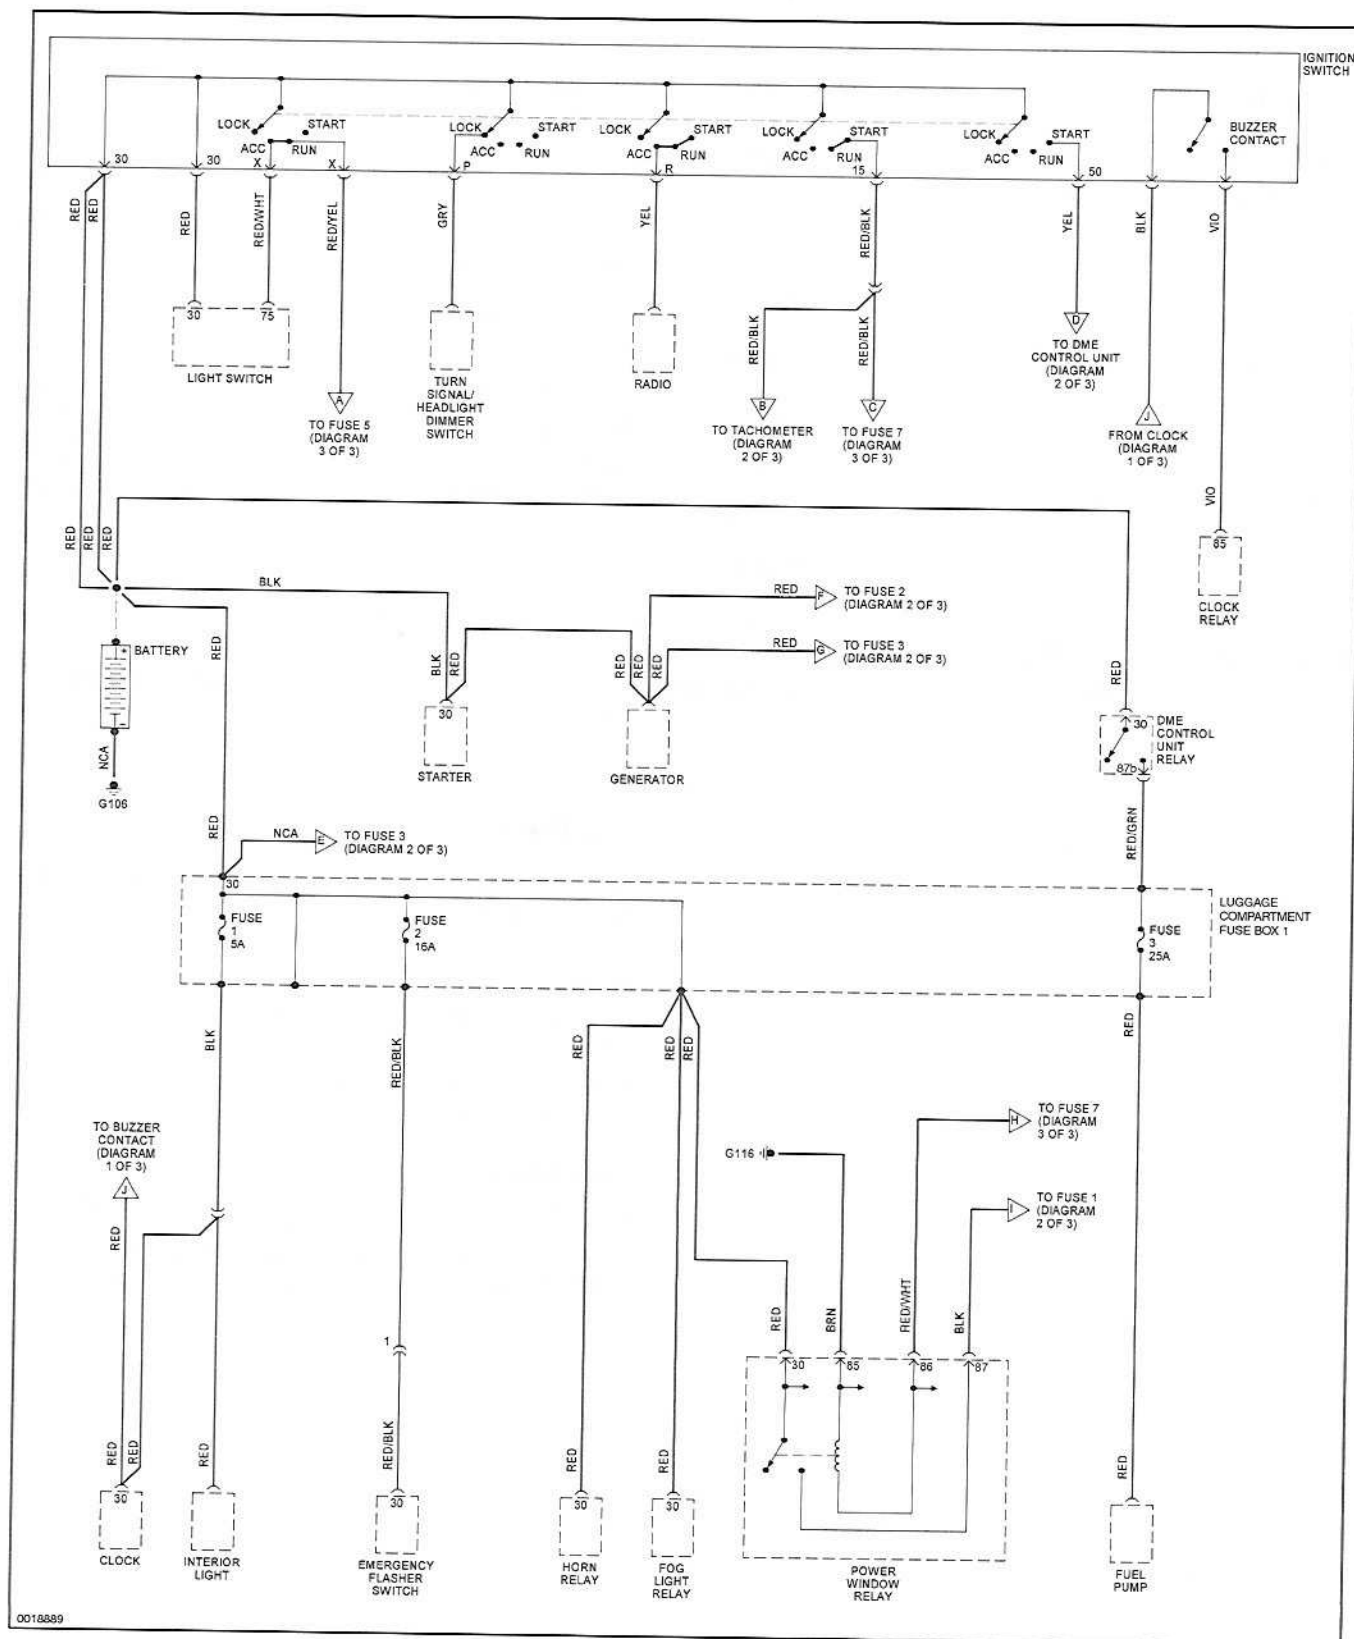 IGNITION
SWITCH
LOCK
START
ACC
RUN
LOCK
START
ACC
RUN
LOCK
START
ACC
RUN
LOCK
START
ACC
RUN
LOCK
START
ACC
RUN
BUZZER
CONTACT
30
30
X
X
P
R
15
50
RED
RED
RED
RED/WHT
RED/YEL
GRY
YEL
RED/BLK
YEL
BLK
VIO
30
75
LIGHT SWITCH
A
TO FUSE 5
(DIAGRAM
3 OF 3)
TURN
SIGNAL/
HEADLIGHT
DIMMER
SWITCH
RADIO
RED/BLK
RED/BLK
B
TO TACHOMETER
(DIAGRAM
2 OF 3)
C
TO FUSE 7
(DIAGRAM
3 OF 3)
D
TO DME
CONTROL UNIT
(DIAGRAM
2 OF 3)
J
FROM CLOCK
(DIAGRAM
1 OF 3)
VIO
85
CLOCK
RELAY
RED
RED
RED
RED
BLK
RED
F
TO FUSE 2
(DIAGRAM 2 OF 3)
RED
G
TO FUSE 3
(DIAGRAM 2 OF 3)
BATTERY
+
-
RED
BLK
RED
RED
RED
RED
RED
30
STARTER
GENERATOR
30
87b
DME
CONTROL
UNIT
RELAY
NCA
G106
RED
NCA
E
TO FUSE 3
(DIAGRAM 2 OF 3)
RED/GRN
30
FUSE
1
5A
FUSE
2
16A
FUSE
3
25A
LUGGAGE
COMPARTMENT
FUSE BOX 1
BLK
RED/BLK
RED
RED
RED
RED
TO BUZZER
CONTACT
(DIAGRAM
1 OF 3)
J
RED
G116
H
TO FUSE 7
(DIAGRAM
3 OF 3)
I
TO FUSE 1
(DIAGRAM
2 OF 3)
1
RED
BRN
RED/WHT
BLK
30
85
86
87
RED
RED
RED
RED/BLK
RED
RED
RED
30
CLOCK
INTERIOR
LIGHT
30
EMERGENCY
FLASHER
SWITCH
30
HORN
RELAY
30
FOG
LIGHT
RELAY
POWER
WINDOW
RELAY
FUEL
PUMP
0018889